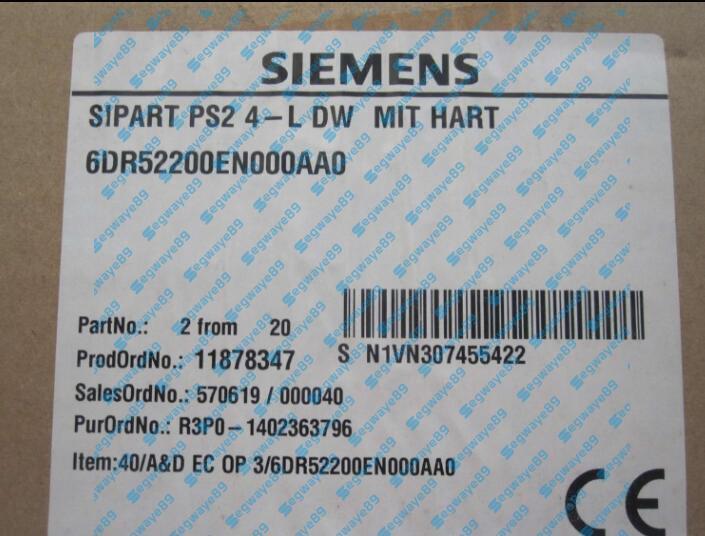 SIEMENS
SIPART PS2 4-L DW MIT HART
6DR52200EN000AA0
PartNo.: 2 from 20
ProdOrdNo.: 11878347
S N1VN307455422
SalesOrdNo.: 570619 / 000040
PurOrdNo.: R3P0-1402363796
Item:40/A&D EC OP 3/6DR52200EN000AA0
CE
Segwaye89